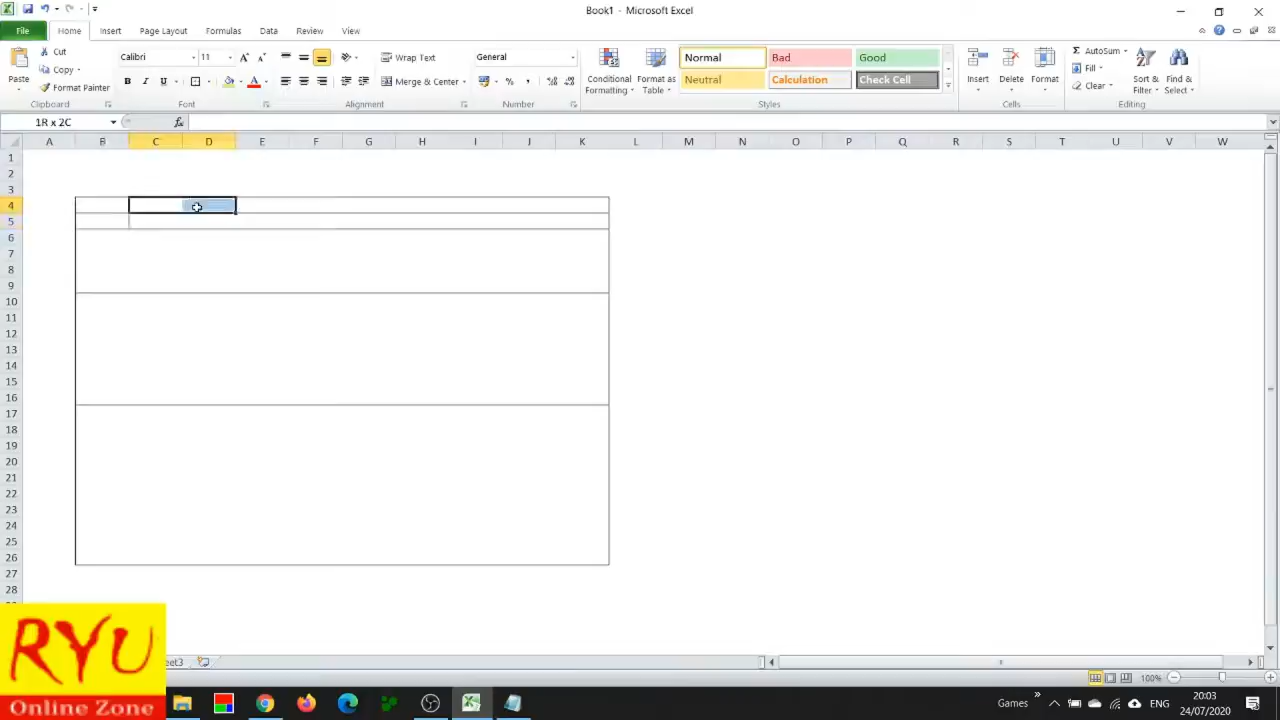 Book1 - Microsoft Excel
File Home Insert Page Layout Formulas Data Review View
Paste
Cut
Copy
Format Painter
Clipboard
Calibri 11
Font
Wrap Text
Merge & Center
Alignment
General
Number
Conditional Formatting
Format as Table
Normal Bad Good
Neutral Calculation Check Cell
Styles
Insert Delete Format
Cells
AutoSum
Fill
Clear
Sort & Filter
Find & Select
Editing
1R x 2C
fx
A B C D E F G H I J K L M N O P Q R S T U V W
1
2
3
4
5
6
7
8
9
10
11
12
13
14
15
16
17
18
19
20
21
22
23
24
25
26
27
28
RYU
Online Zone
eet3
100%
Games
ENG
20:03
24/07/2020